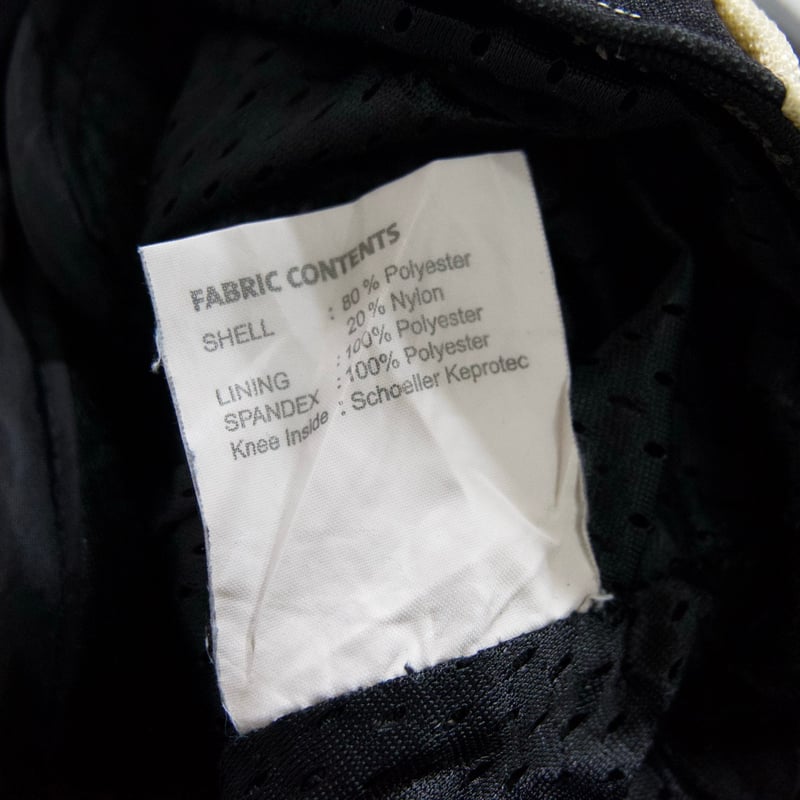 FABRIC CONTENTS
SHELL : 80 % Polyester
20 % Nylon
LINING : 100% Polyester
SPANDEX : 100% Polyester
Knee Inside : Schoeller Keprotec